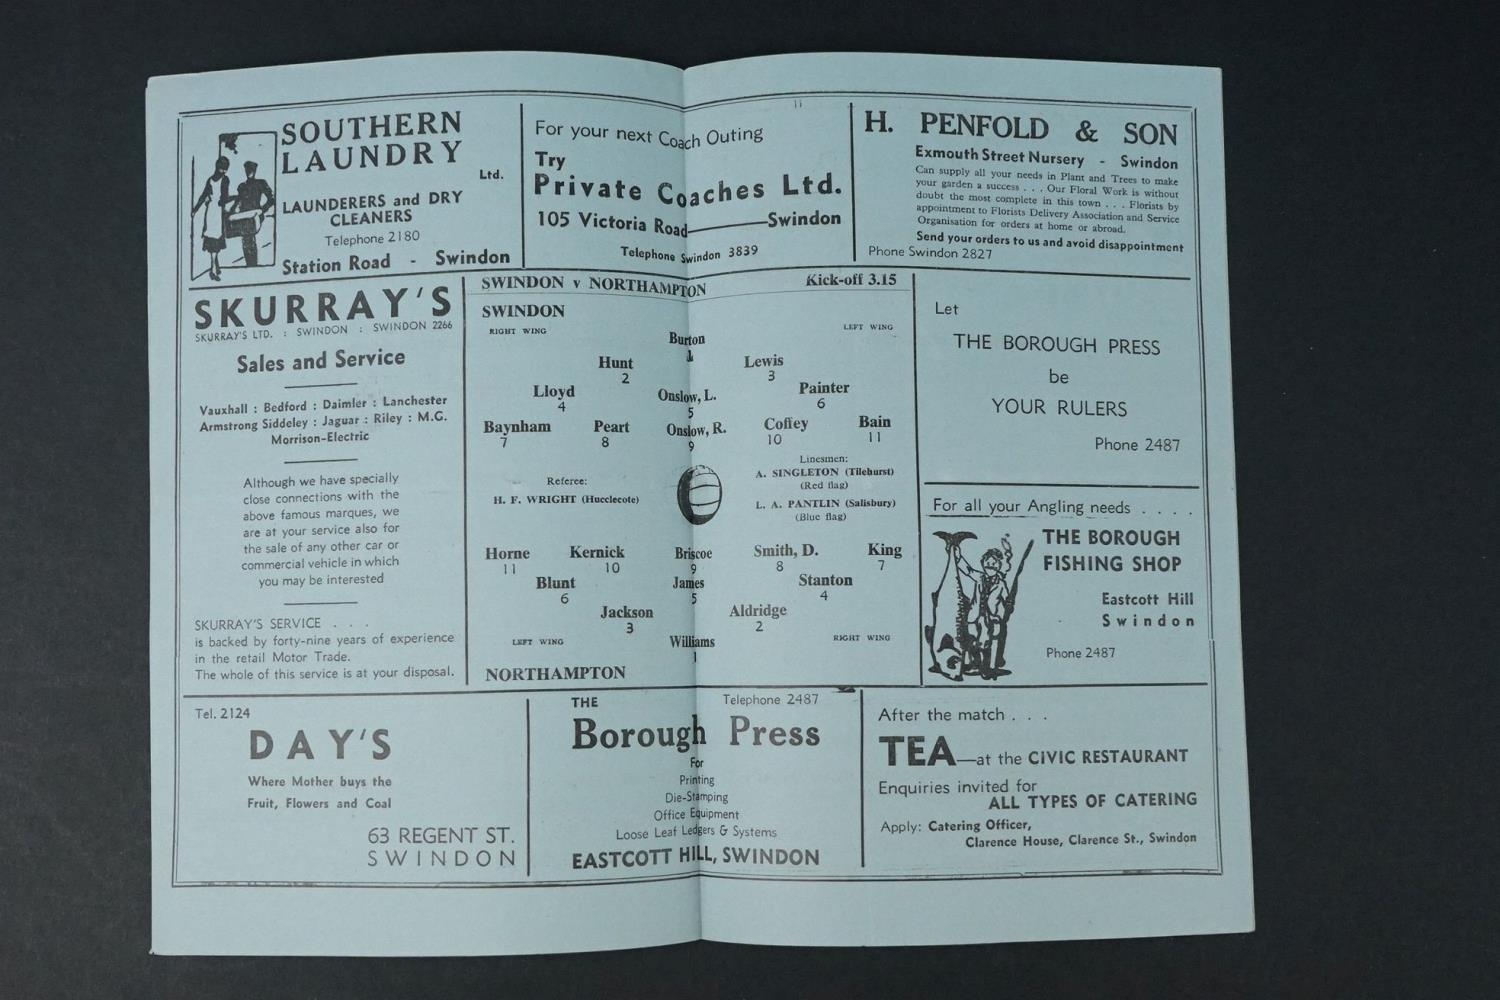 SOUTHERN
LAUNDRY
Ltd.
LAUNDERERS and DRY
CLEANERS
Telephone 2180
Station Road - Swindon
For your next Coach Outing
Try
Private Coaches Ltd.
105 Victoria Road Swindon
Telephone Swindon 3839
H. PENFOLD & SON
Exmouth Street Nursery - Swindon
Can supply all your needs in Plant and Trees to make
your garden a success . . . Our Floral Work is without
doubt the most complete in this town . . . Florists by
appointment to Florists Delivery Association and Service
Organisation for orders at home or abroad.
Send your orders to us and avoid disappointment
Phone Swindon 2827
SKURRAY'S
SKURRAY'S LTD. : SWINDON : SWINDON 2266
Sales and Service
Vauxhall : Bedford : Daimler : Lanchester
Armstrong Siddeley : Jaguar : Riley : M.G.
Morrison-Electric
Although we have specially
close connections with the
above famous marques, we
are at your service also for
the sale of any other car or
commercial vehicle in which
you may be interested
SKURRAY'S SERVICE . . .
is backed by forty-nine years of experience
in the retail Motor Trade.
The whole of this service is at your disposal.
SWINDON v NORTHAMPTON Kick-off 3.15
SWINDON
RIGHT WING LEFT WING
Burton
1
Hunt Lewis
2 3
Lloyd Onslow, L. Painter
4 5 6
Baynham Peart Onslow, R. Coffey Bain
7 8 9 10 11
Referee:
H. F. WRIGHT (Hucclecote)
Linesmen:
A. SINGLETON (Tilehurst)
(Red flag)
L. A. PANTLIN (Salisbury)
(Blue flag)
Horne Kernick Briscoe Smith, D. King
11 10 9 8 7
Blunt James Stanton
6 5 4
Jackson Aldridge
3 2
LEFT WING Williams RIGHT WING
1
NORTHAMPTON
Let
THE BOROUGH PRESS
be
YOUR RULERS
Phone 2487
For all your Angling needs . . . .
THE BOROUGH
FISHING SHOP
Eastcott Hill
Swindon
Phone 2487
Tel. 2124
DAY'S
Where Mother buys the
Fruit, Flowers and Coal
63 REGENT ST.
SWINDON
THE Telephone 2487
Borough Press
For
Printing
Die-Stamping
Office Equipment
Loose Leaf Ledgers & Systems
EASTCOTT HILL, SWINDON
After the match . . .
TEA—at the CIVIC RESTAURANT
Enquiries invited for
ALL TYPES OF CATERING
Apply: Catering Officer,
Clarence House, Clarence St., Swindon